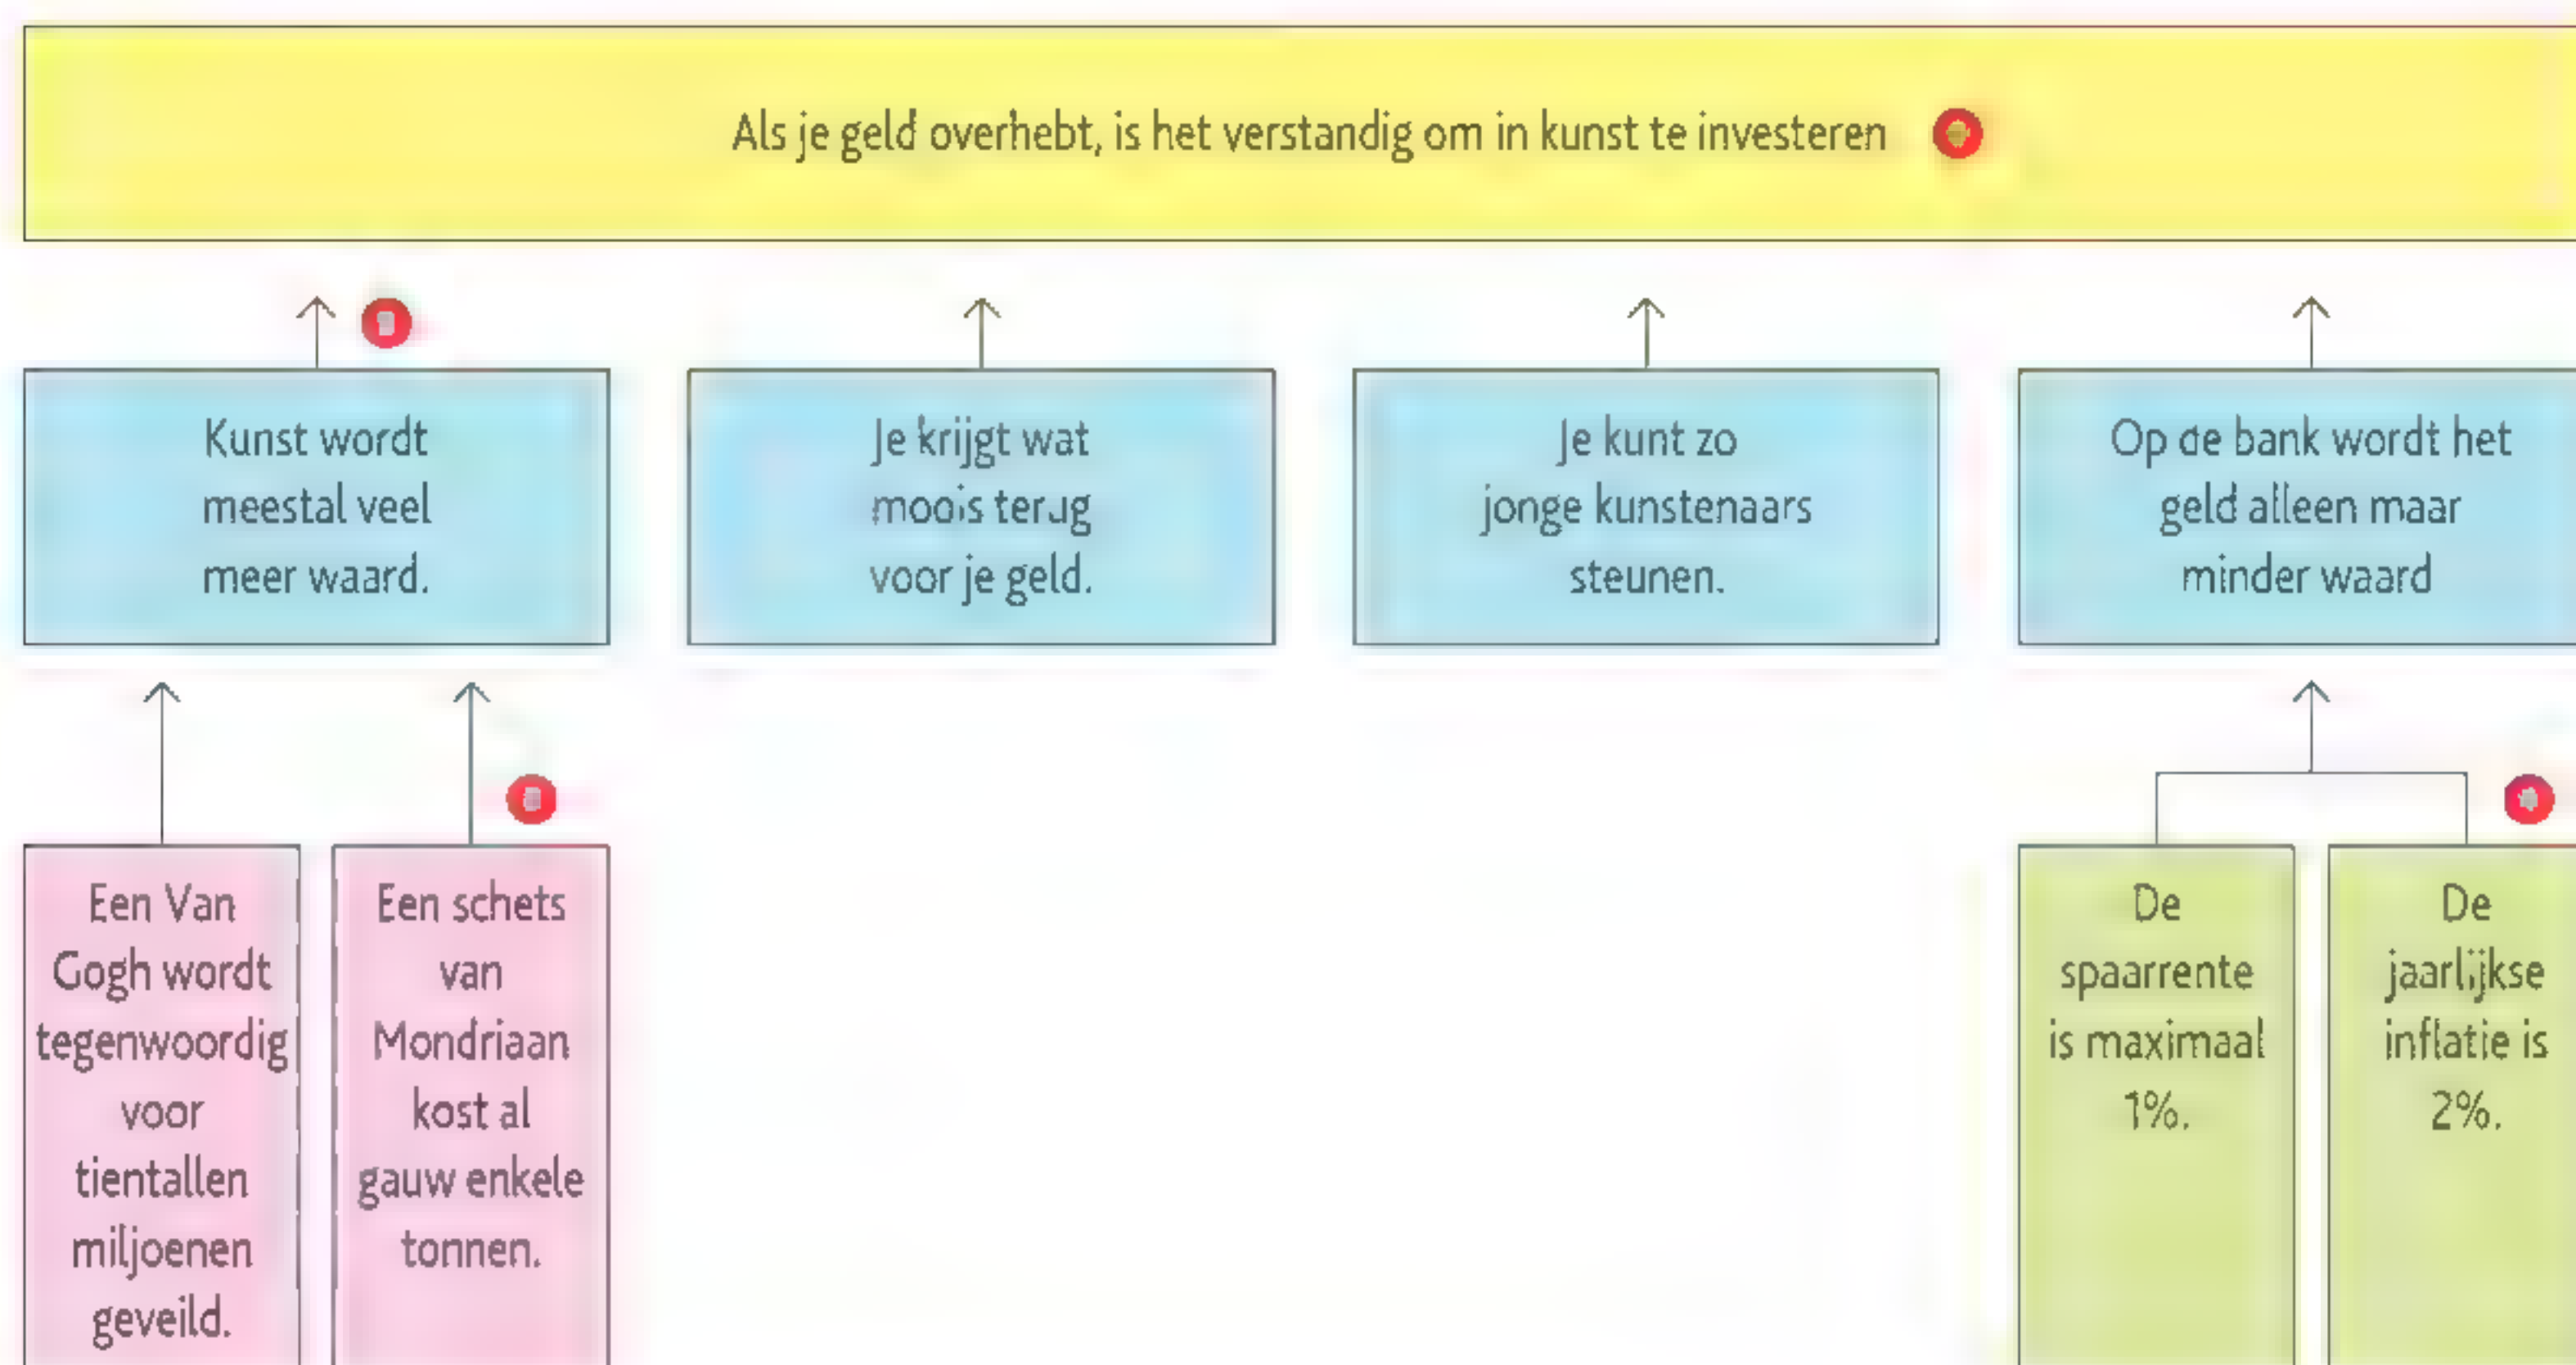 Als je geld overhebt, is het verstandig om in kunst te investeren
Kunst wordt
meestal veel
meer waard.
Je krijgt wat
moois terug
voor je geld.
Je kunt zo
jonge kunstenaars
steunen.
Op de bank wordt het
geld alleen maar
minder waard
Een Van
Gogh wordt
tegenwoordig
voor
tientallen
miljoenen
geveild.
Een schets
van
Mondriaan
kost al
gauw enkele
tonnen.
De
spaarrente
is maximaal
1%.
De
jaarlijkse
inflatie is
2%.